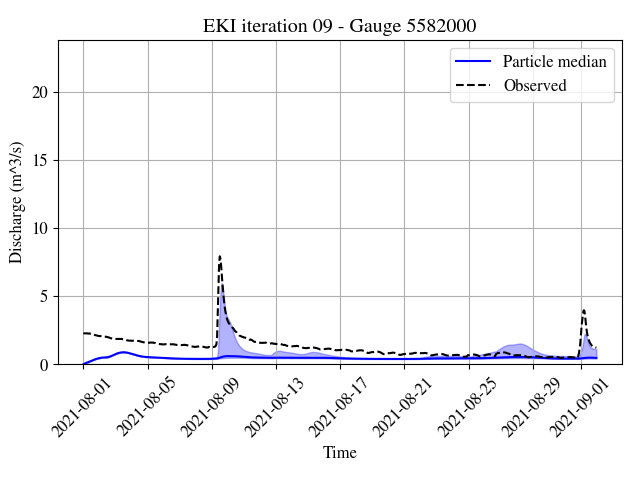 EKI iteration 09 - Gauge 5582000
Particle median
Observed
Discharge (m^3/s)
20
15
10
5
0
2021-08-01
2021-08-05
2021-08-09
2021-08-13
2021-08-17
2021-08-21
2021-08-25
2021-08-29
2021-09-01
Time